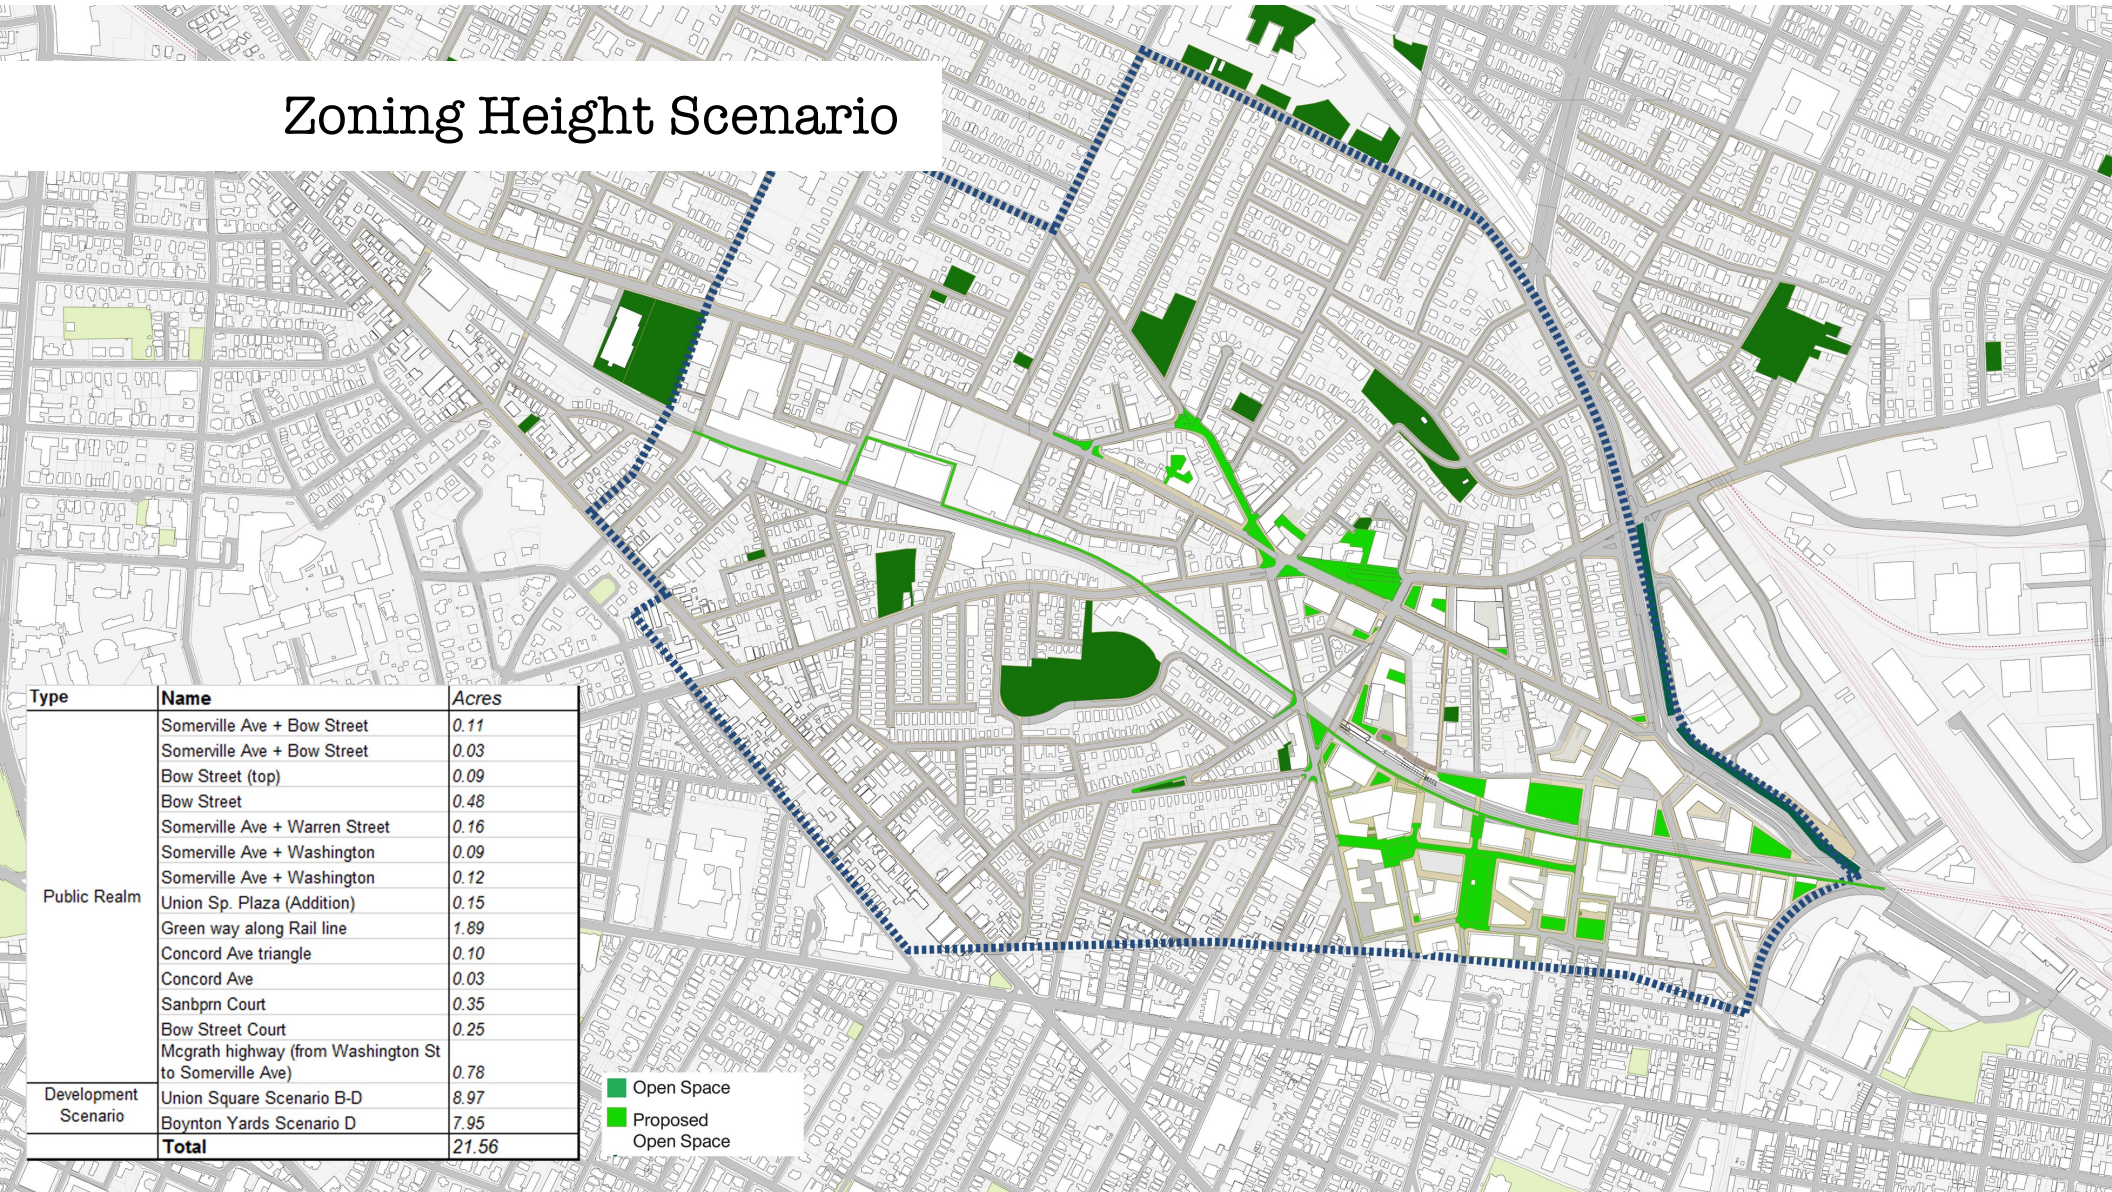 Zoning Height Scenario
Type Name Acres
Public Realm
Somerville Ave + Bow Street 0.11
Somerville Ave + Bow Street 0.03
Bow Street (top) 0.09
Bow Street 0.48
Somerville Ave + Warren Street 0.16
Somerville Ave + Washington 0.09
Somerville Ave + Washington 0.12
Union Sp. Plaza (Addition) 0.15
Green way along Rail line 1.89
Concord Ave triangle 0.10
Concord Ave 0.03
Sanbprn Court 0.35
Bow Street Court 0.25
Mcgrath highway (from Washington St
to Somerville Ave) 0.78
Development
Scenario
Union Square Scenario B-D 8.97
Boynton Yards Scenario D 7.95
Total 21.56
Open Space
Proposed
Open Space